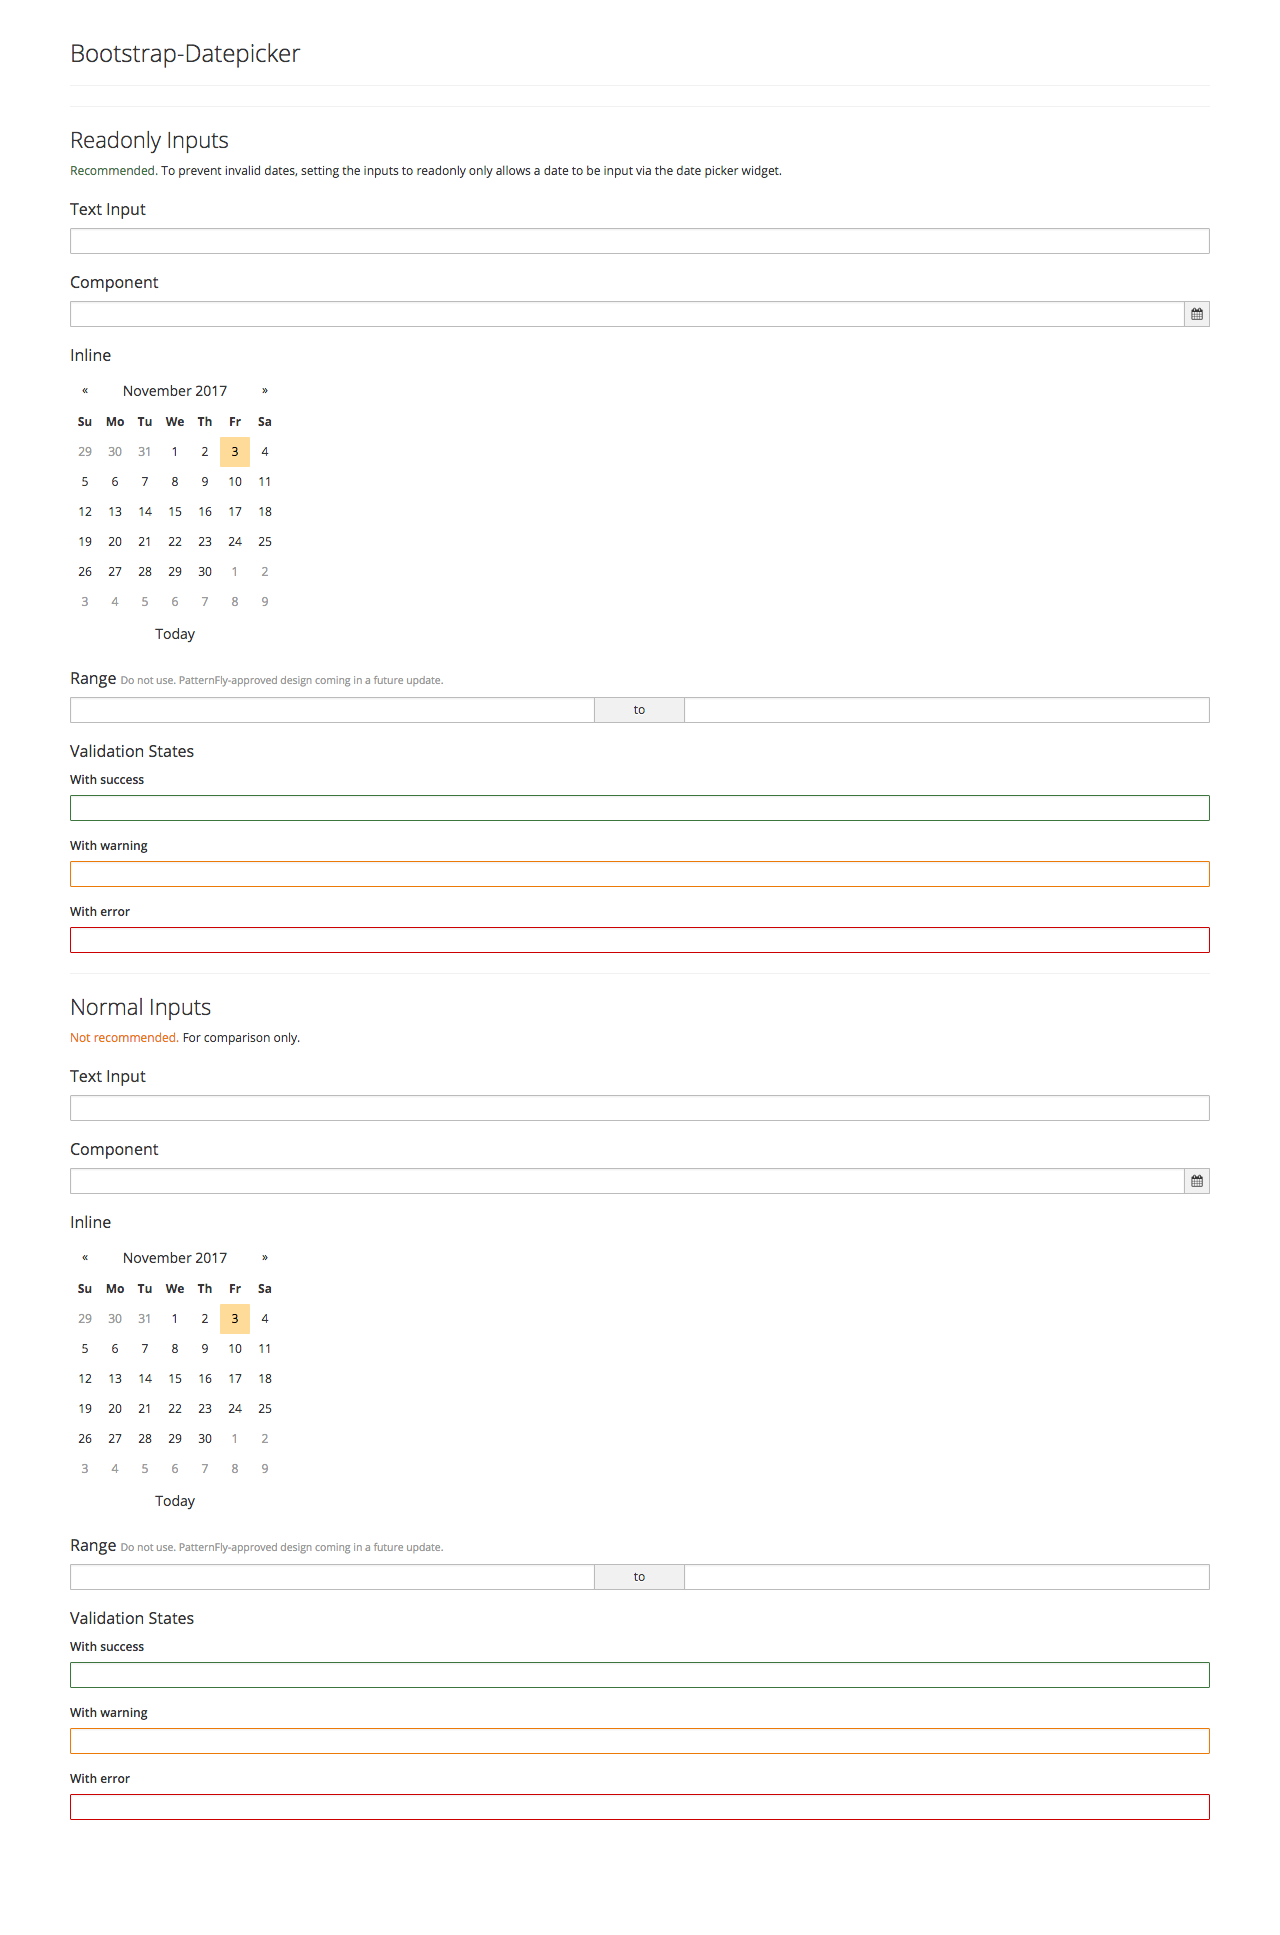 Bootstrap-Datepicker
Readonly Inputs
Recommended. To prevent invalid dates, setting the inputs to readonly only allows a date to be input via the date picker widget.
Text Input
Component
Inline
« November 2017 »
Su Mo Tu We Th Fr Sa
29 30 31 1 2 3 4
5 6 7 8 9 10 11
12 13 14 15 16 17 18
19 20 21 22 23 24 25
26 27 28 29 30 1 2
3 4 5 6 7 8 9
Today
Range Do not use. PatternFly-approved design coming in a future update.
to
Validation States
With success
With warning
With error
Normal Inputs
Not recommended. For comparison only.
Text Input
Component
Inline
« November 2017 »
Su Mo Tu We Th Fr Sa
29 30 31 1 2 3 4
5 6 7 8 9 10 11
12 13 14 15 16 17 18
19 20 21 22 23 24 25
26 27 28 29 30 1 2
3 4 5 6 7 8 9
Today
Range Do not use. PatternFly-approved design coming in a future update.
to
Validation States
With success
With warning
With error